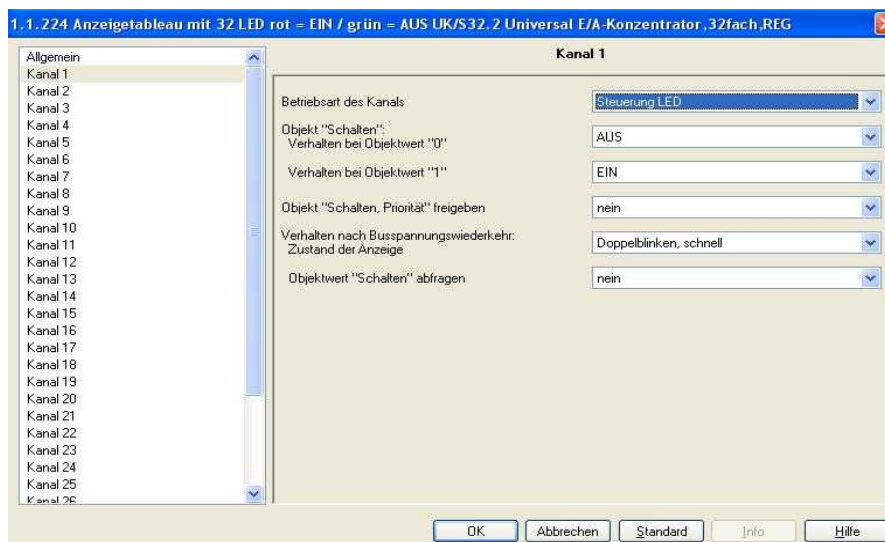 1.1.224 Anzeigetableau mit 32 LED rot = EIN / grün = AUS UK/S32.2 Universal E/A-Konzentrator,32fach,REG
Allgemein
Kanal 1
Kanal 2
Kanal 3
Kanal 4
Kanal 5
Kanal 6
Kanal 7
Kanal 8
Kanal 9
Kanal 10
Kanal 11
Kanal 12
Kanal 13
Kanal 14
Kanal 15
Kanal 16
Kanal 17
Kanal 18
Kanal 19
Kanal 20
Kanal 21
Kanal 22
Kanal 23
Kanal 24
Kanal 25
Kanal 26
Kanal 1
Betriebsart des Kanals Steuerung LED
Objekt "Schalten":
Verhalten bei Objektwert "0" AUS
Verhalten bei Objektwert "1" EIN
Objekt "Schalten, Priorität" freigeben nein
Verhalten nach Busspannungswiederkehr:
Zustand der Anzeige Doppelblinken, schnell
Objektwert "Schalten" abfragen nein
OK Abbrechen Standard Info Hilfe